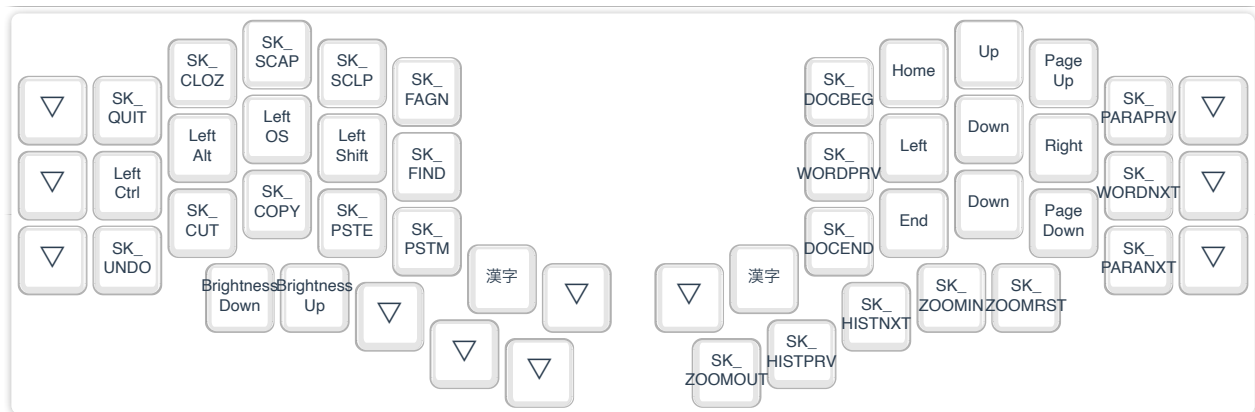 SK_
SCAP
SK_
CLOZ
SK_
SCLP
SK_
FAGN
SK_
QUIT
Left
OS
Left
Alt
Left
Shift
SK_
FIND
Left
Ctrl
SK_
COPY
SK_
CUT
SK_
PSTE
SK_
PSTM
SK_
UNDO
Brightness
Down
Brightness
Up
漢字
Up
Home
Page
Up
SK_
DOCBEG
SK_
PARAPRV
Down
Left
Right
SK_
WORDPRV
SK_
WORDNXT
Down
End
Page
Down
SK_
DOCEND
SK_
PARANXT
漢字
SK_
HISTNXT
SK_
ZOOMIN
SK_
ZOOMRST
SK_
HISTPRV
SK_
ZOOMOUT